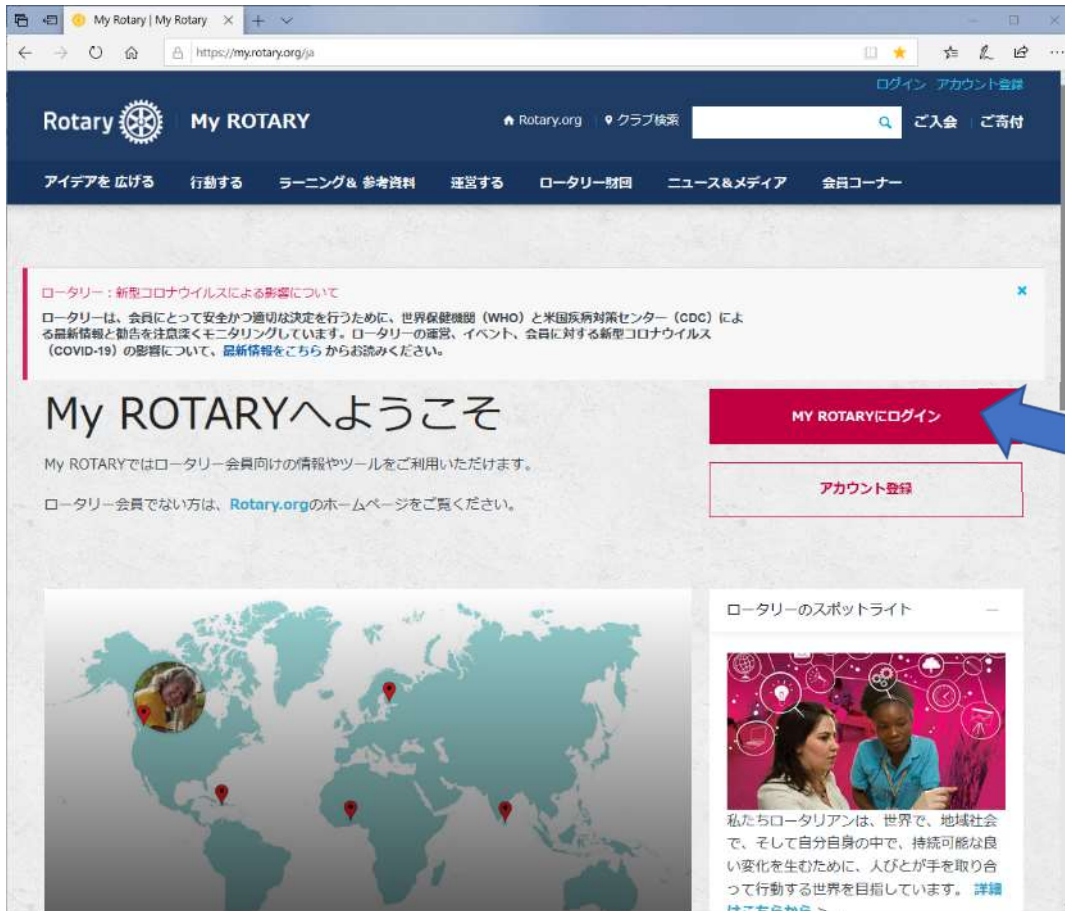 My Rotary | My Rotary
https://my.rotary.org/ja
ログイン アカウント登録
Rotary
My ROTARY
Rotary.org クラブ検索
ご入会 ご寄付
アイデアを 広げる 行動する ラーニング& 参考資料 運営する ロータリー財団 ニュース&メディア 会員コーナー
ロータリー：新型コロナウイルスによる影響について
ロータリーは、会員にとって安全かつ適切な決定を行うために、世界保健機関（WHO）と米国疾病対策センター（CDC）によ
る最新情報と勧告を注意深くモニタリングしています。ロータリーの運営、イベント、会員に対する新型コロナウイルス
（COVID-19）の影響について、最新情報をこちら からお読みください。
My ROTARYへようこそ
MY ROTARYにログイン
My ROTARYではロータリー会員向けの情報やツールをご利用いただけます。
アカウント登録
ロータリー会員でない方は、Rotary.orgのホームページをご覧ください。
ロータリーのスポットライト
私たちロータリアンは、世界で、地域社会
で、そして自分自身の中で、持続可能な良
い変化を生むために、人びとが手を取り合
って行動する世界を目指しています。 詳細
はこちらから >